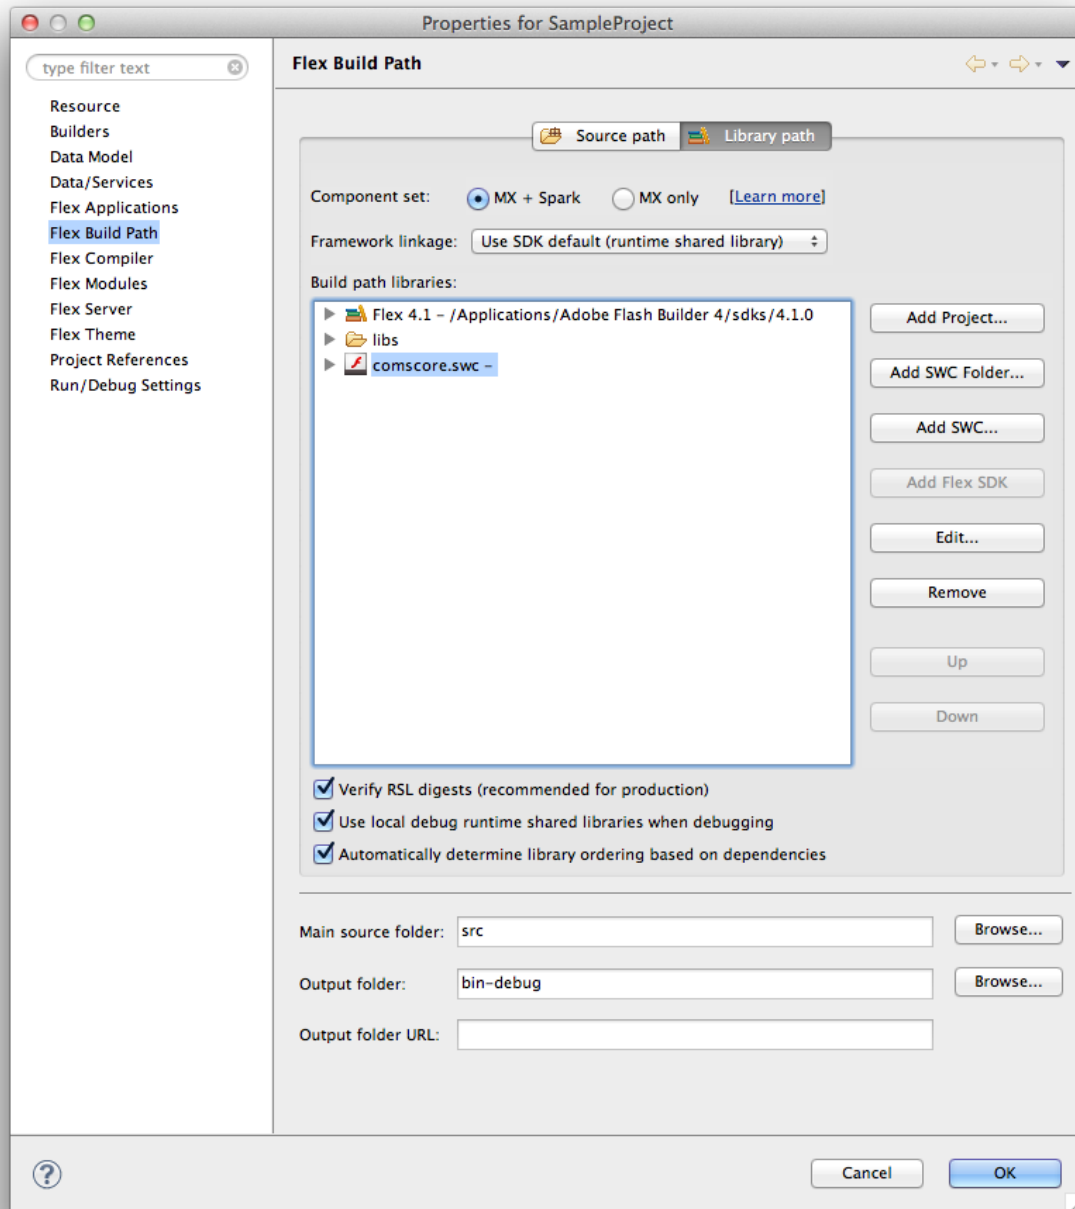 Properties for SampleProject
type filter text
Resource
Builders
Data Model
Data/Services
Flex Applications
Flex Build Path
Flex Compiler
Flex Modules
Flex Server
Flex Theme
Project References
Run/Debug Settings
Flex Build Path
Source path
Library path
Component set:
MX + Spark
MX only
[Learn more]
Framework linkage:
Use SDK default (runtime shared library)
Build path libraries:
Flex 4.1 – /Applications/Adobe Flash Builder 4/sdks/4.1.0
libs
comscore.swc –
Add Project...
Add SWC Folder...
Add SWC...
Add Flex SDK
Edit...
Remove
Up
Down
Verify RSL digests (recommended for production)
Use local debug runtime shared libraries when debugging
Automatically determine library ordering based on dependencies
Main source folder:
src
Browse...
Output folder:
bin-debug
Browse...
Output folder URL:
?
Cancel
OK